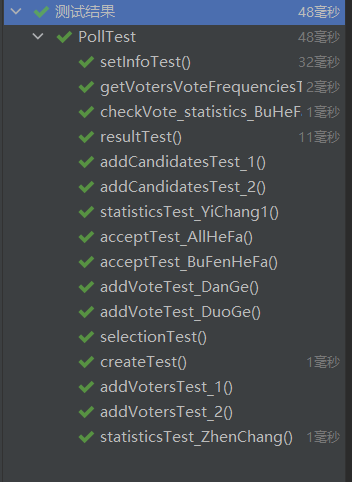 测试结果 48毫秒
PollTest 48毫秒
setInfoTest() 32毫秒
getVotersVoteFrequenciesT 2毫秒
checkVote_statistics_BuHeF 1毫秒
resultTest() 11毫秒
addCandidatesTest_1()
addCandidatesTest_2()
statisticsTest_YiChang1()
acceptTest_AllHeFa()
acceptTest_BuFenHeFa()
addVoteTest_DanGe()
addVoteTest_DuoGe()
selectionTest()
createTest() 1毫秒
addVotersTest_1()
addVotersTest_2()
statisticsTest_ZhenChang() 1毫秒